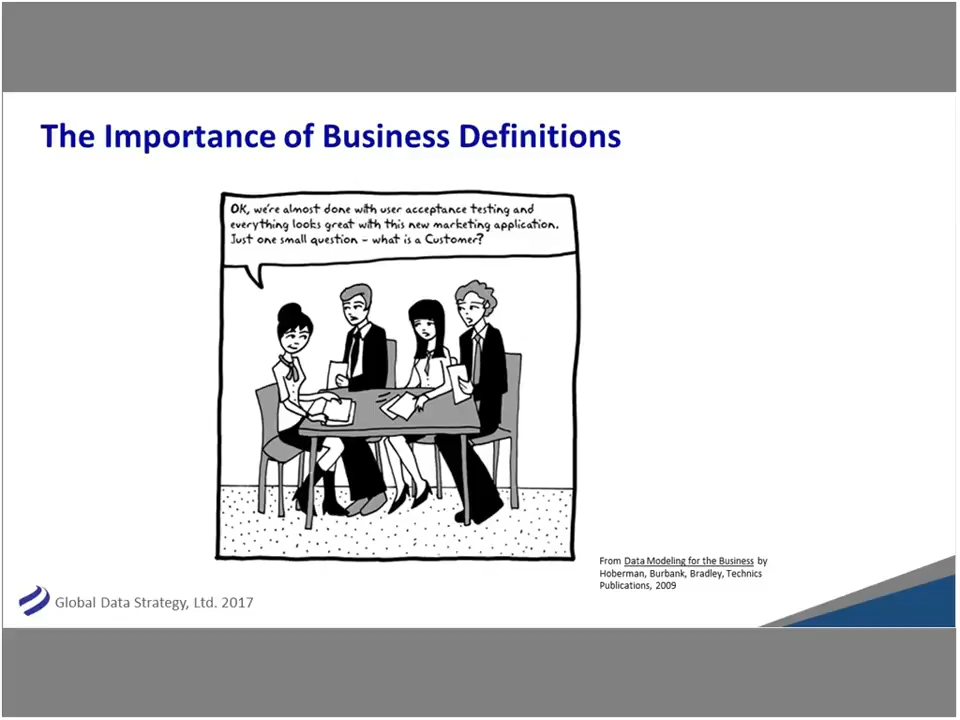 The Importance of Business Definitions
OK, we're almost done with user acceptance testing and
everything looks great with this new marketing application.
Just one small question – what is a Customer?
From Data Modeling for the Business by
Hoberman, Burbank, Bradley, Technics
Publications, 2009
Global Data Strategy, Ltd. 2017